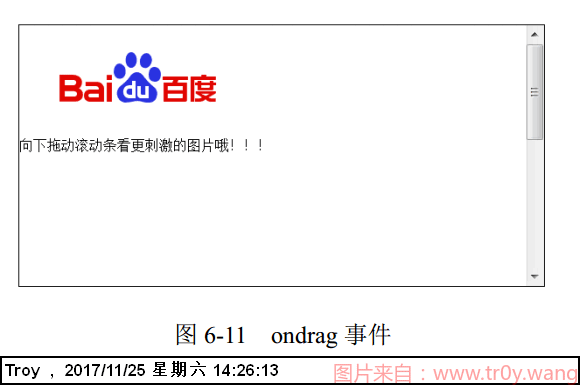 Bai du 百度
向下拖动滚动条看更刺激的图片哦！！！
图 6-11 ondrag 事件
Troy ，2017/11/25 星期六 14:26:13
图片来自：www.tr0y.wang